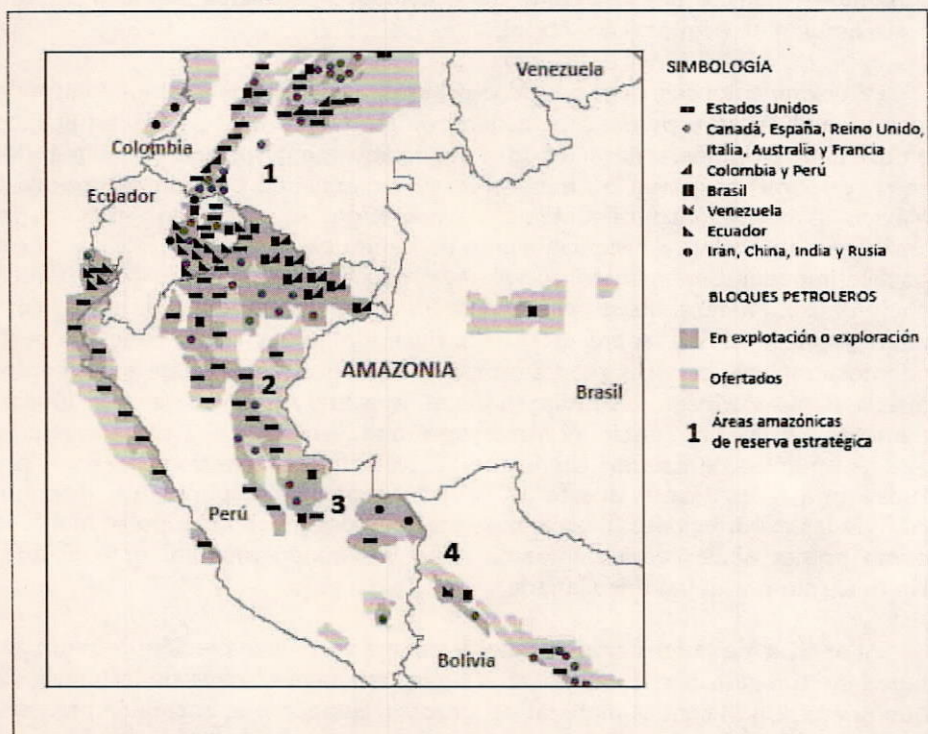 Venezuela
Colombia
1
Ecuador
AMAZONIA
2
Brasil
Perú
3
4
Bolivia
SIMBOLOGÍA
Estados Unidos
Canadá, España, Reino Unido,
Italia, Australia y Francia
Colombia y Perú
Brasil
Venezuela
Ecuador
Irán, China, India y Rusia
BLOQUES PETROLEROS
En explotación o exploración
Ofertados
1 Áreas amazónicas
de reserva estratégica